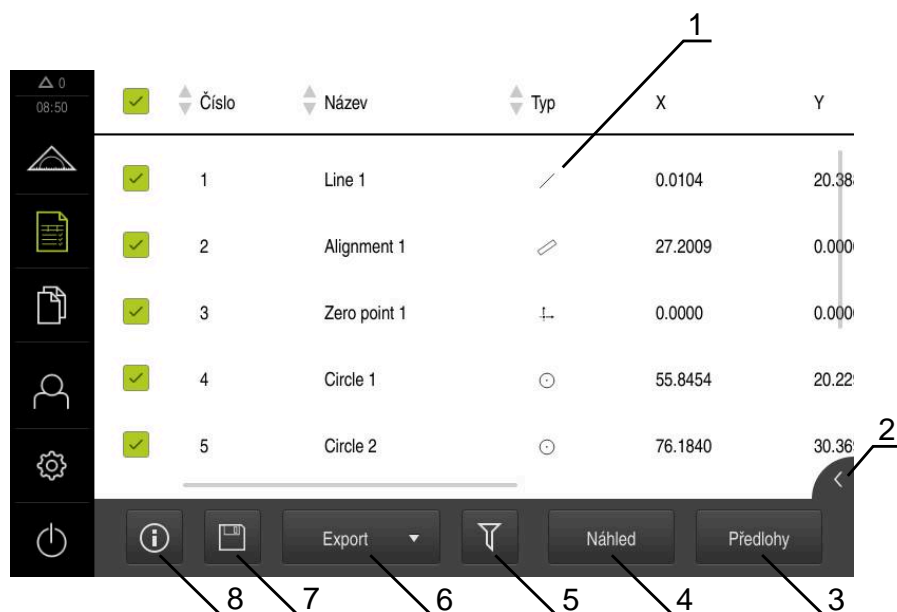 1
0
08:50
Číslo Název Typ X Y
1 Line 1 0.0104 20.38
2 Alignment 1 27.2009 0.000
3 Zero point 1 0.0000 0.000
4 Circle 1 55.8454 20.22
5 Circle 2 76.1840 30.36
2
Export Náhled Předlohy
8 7 6 5 4 3